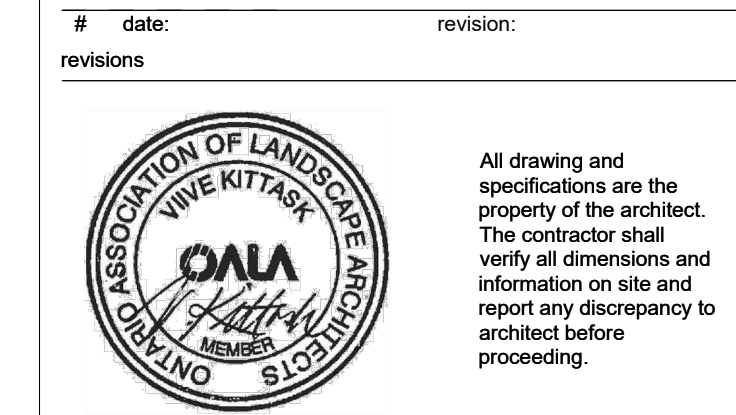 # date: revision:
revisions
ONTARIO ASSOCIATION OF LANDSCAPE ARCHITECTS
VIIVE KITTASK
OALA
V. Kittask
MEMBER
All drawing and
specifications are the
property of the architect.
The contractor shall
verify all dimensions and
information on site and
report any discrepancy to
architect before
proceeding.